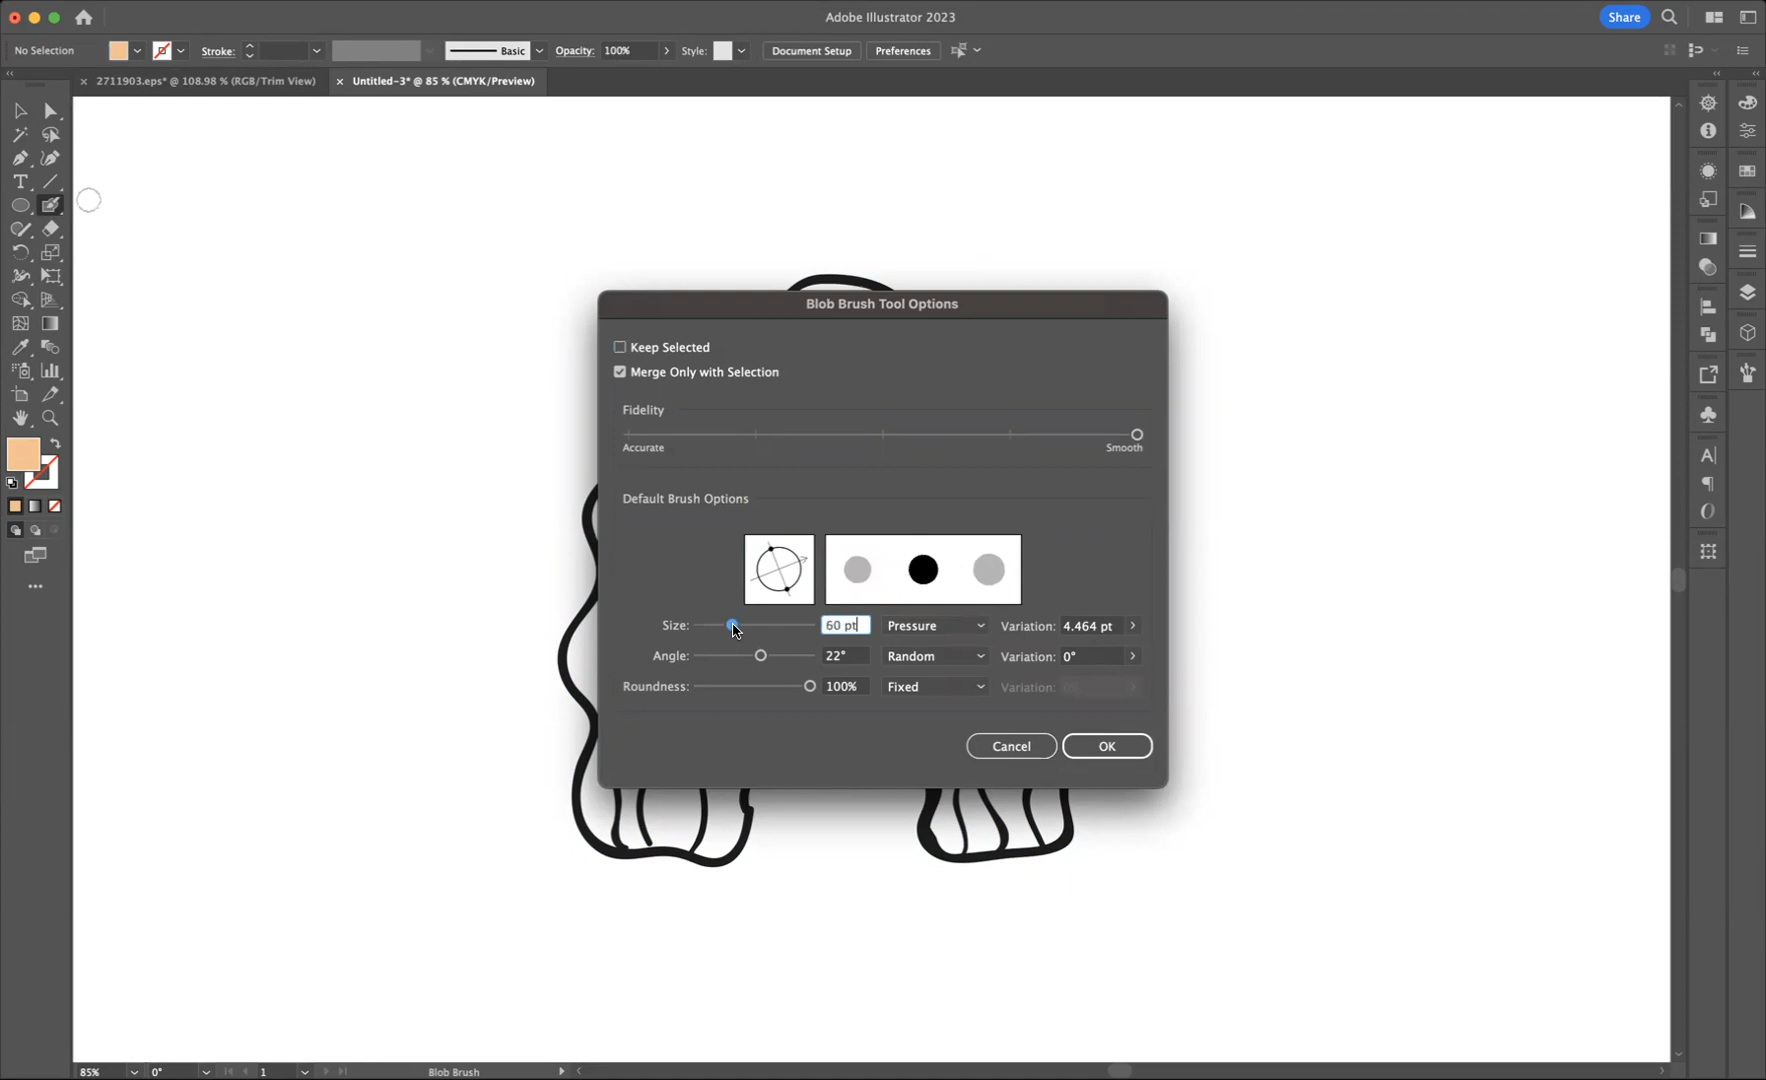 Adobe Illustrator 2023
Share
No Selection
Stroke:
Basic
Opacity:
100%
Style:
Document Setup
Preferences
2711903.eps* @ 108.98 % (RGB/Trim View)
Untitled-3* @ 85 % (CMYK/Preview)
Blob Brush Tool Options
Keep Selected
Merge Only with Selection
Fidelity
Accurate
Smooth
Default Brush Options
Size:
60 pt
Pressure
Variation:
4.464 pt
Angle:
22°
Random
Variation:
0°
Roundness:
100%
Fixed
Variation:
Cancel
OK
85%
0°
1
Blob Brush